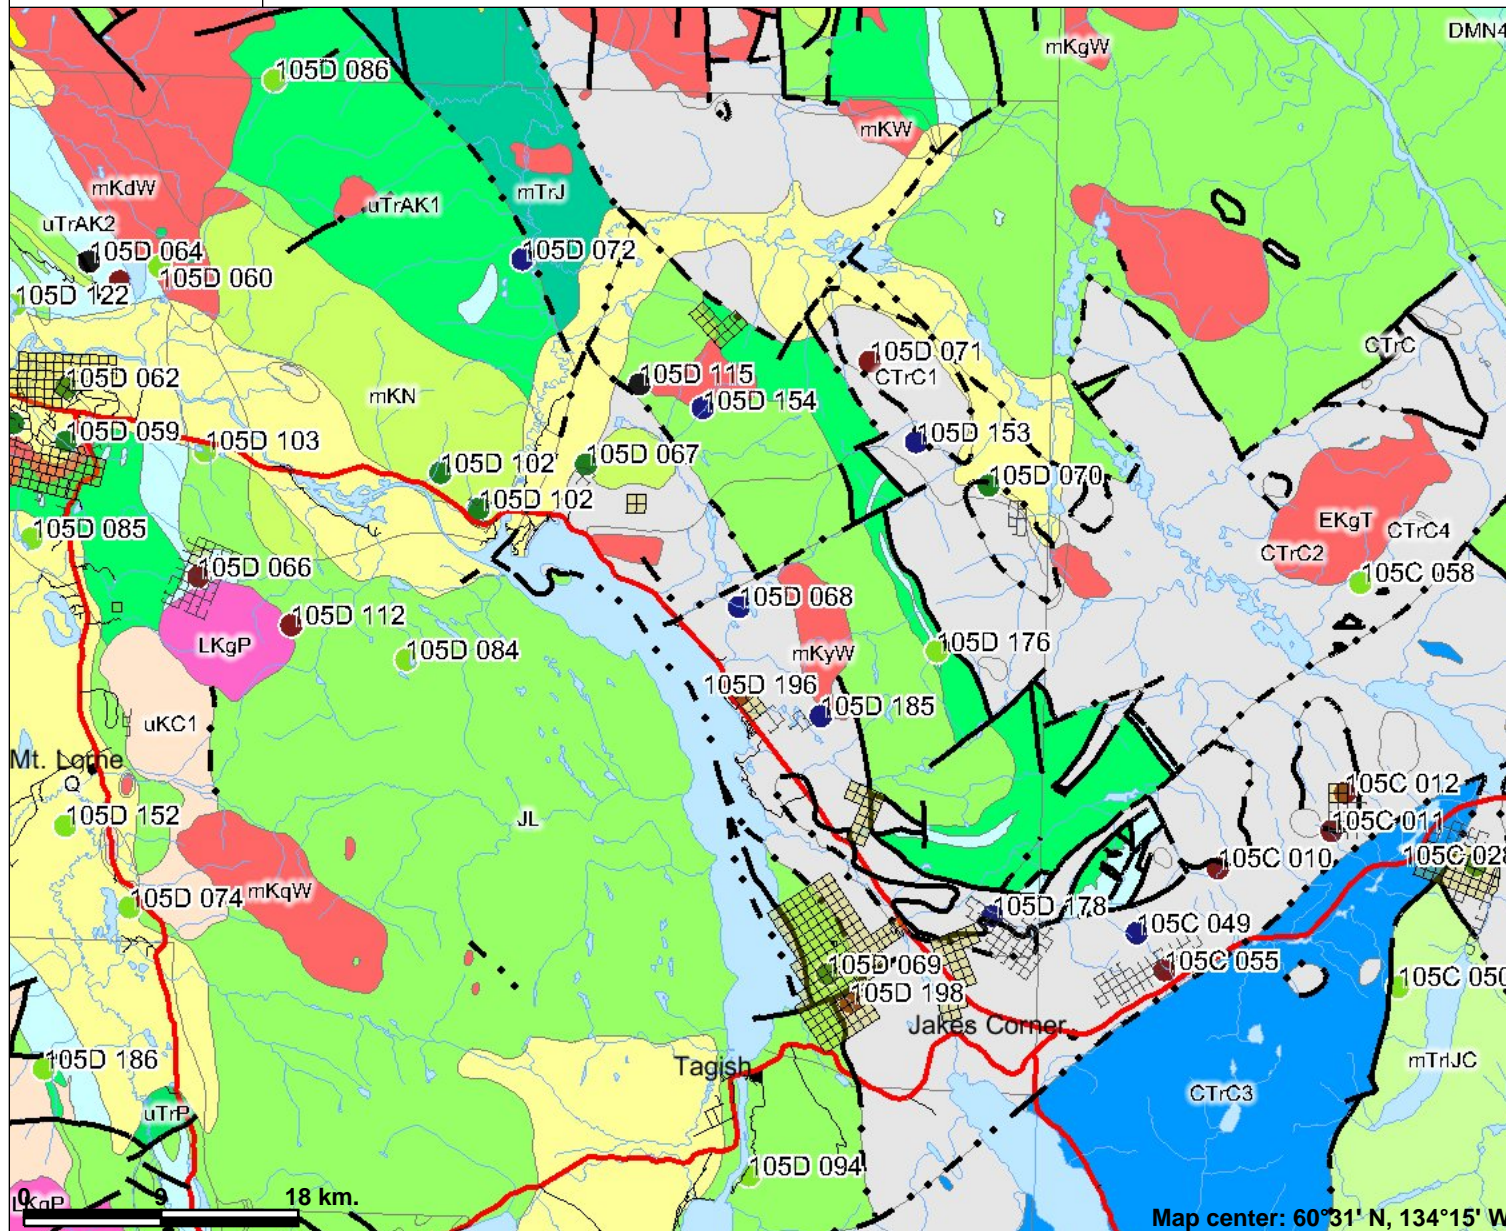 DMN4
mKgW
105D 086
mKW
mKdW
mTrJ
uTrAK1
uTrAK2
105D 064
105D 072
105D 060
105D 122
105D 071
CTrC
CTrC1
105D 115
105D 062
105D 154
mKN
105D 059
105D 103
105D 153
105D 102
105D 067
105D 070
105D 102
EKgT
105D 085
CTrC4
CTrC2
105D 066
105C 058
105D 068
105D 112
LKgP
105D 084
105D 176
mKyW
105D 196
105D 185
uKC1
Mt. Lorne
Q
105C 012
105D 152
JL
105C 011
105C 010
105C 028
mKqW
105D 074
105D 178
105C 049
105D 069
105C 055
105C 050
105D 198
Jakes Corner
Tagish
105D 186
mTrlJC
CTrC3
uTrP
105D 094
LKgP
0 9 18 km.
Map center: 60°31' N, 134°15' W